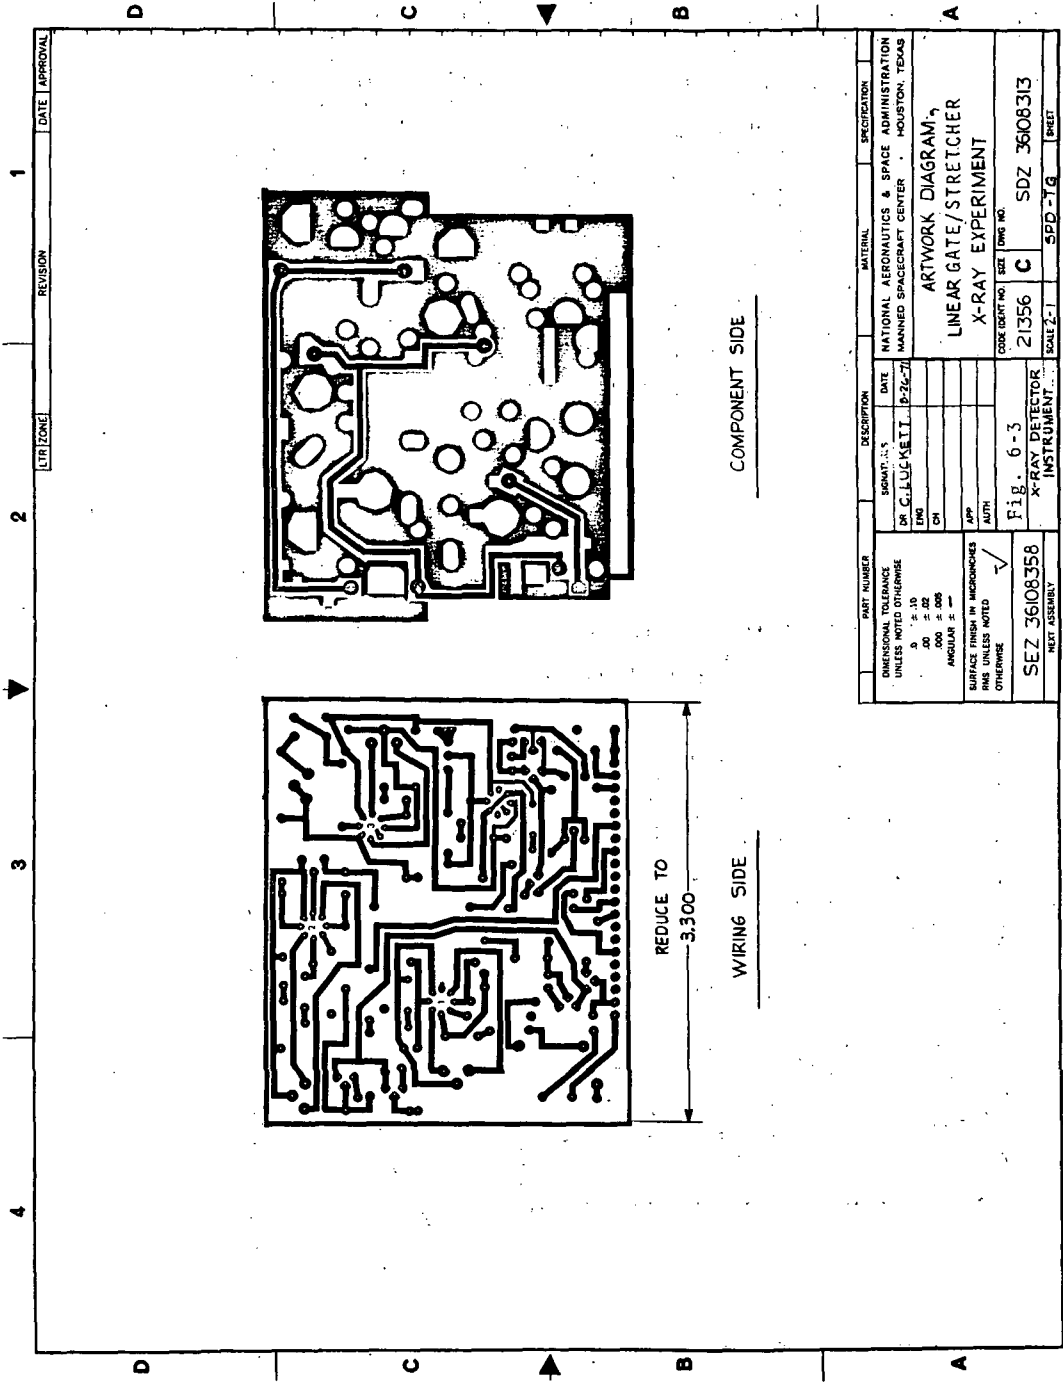 D
C
B
A
1
2
3
4
D
C
B
A
LTR
ZONE
REVISION
DATE
APPROVAL
WIRING SIDE
REDUCE TO
3.300
COMPONENT SIDE
PART NUMBER
DESCRIPTION
MATERIAL
SPECIFICATION
DIMENSIONAL TOLERANCE
UNLESS NOTED OTHERWISE
.0 ± .10
.00 ± .02
.000 ± .005
ANGULAR ± —
SURFACE FINISH IN MICROINCHES
RMS UNLESS NOTED
OTHERWISE
SEZ 36108358
NEXT ASSEMBLY
DATE
DR C. LUCKETT
ENG
CH
APP
AUTH
Fig. 6-3
X-RAY DETECTOR
INSTRUMENT
NATIONAL AERONAUTICS & SPACE ADMINISTRATION
MANNED SPACECRAFT CENTER • HOUSTON, TEXAS
ARTWORK DIAGRAM,
LINEAR GATE/STRETCHER
X-RAY EXPERIMENT
CODE IDENT NO.
SIZE
DWG NO.
21356
C
SDZ 36108313
SCALE 2-1
SPD-TG
SHEET